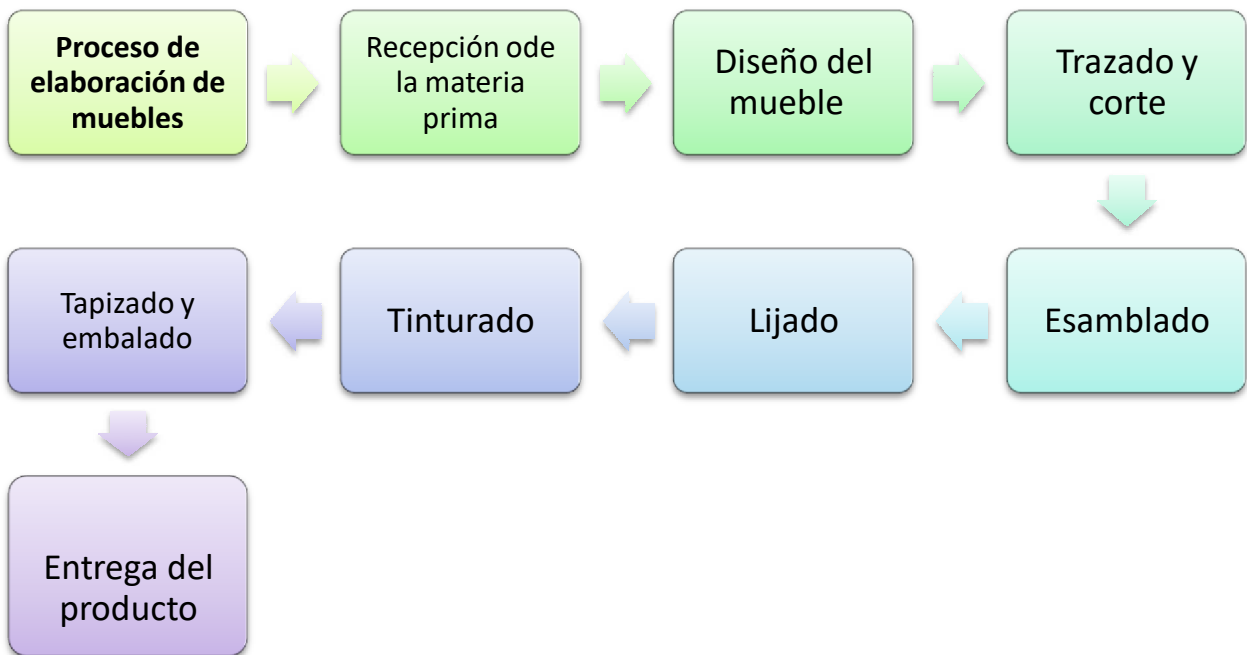 Proceso de
elaboración de
muebles
Recepción ode
la materia
prima
Diseño del
mueble
Trazado y
corte
Esamblado
Lijado
Tinturado
Tapizado y
embalado
Entrega del
producto